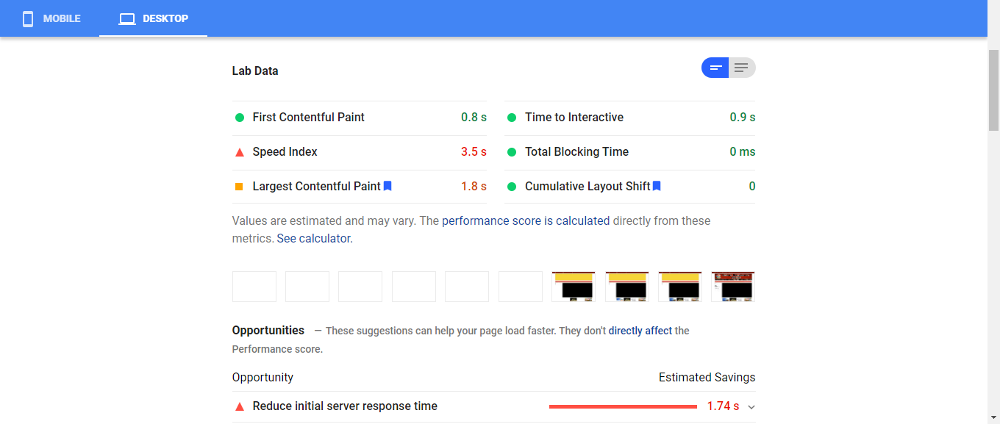 MOBILE
DESKTOP
Lab Data
First Contentful Paint 0.8 s
Time to Interactive 0.9 s
Speed Index 3.5 s
Total Blocking Time 0 ms
Largest Contentful Paint 1.8 s
Cumulative Layout Shift 0
Values are estimated and may vary. The performance score is calculated directly from these
metrics. See calculator.
Opportunities — These suggestions can help your page load faster. They don't directly affect the
Performance score.
Opportunity Estimated Savings
Reduce initial server response time 1.74 s